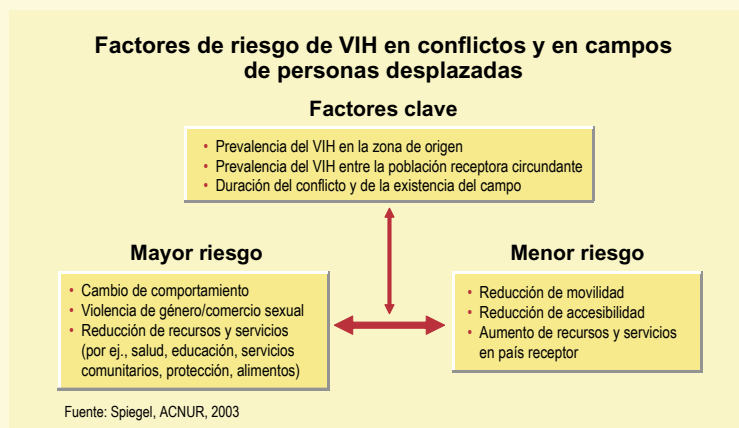 Factores de riesgo de VIH en conflictos y en campos
de personas desplazadas
Factores clave
• Prevalencia del VIH en la zona de origen
• Prevalencia del VIH entre la población receptora circundante
• Duración del conflicto y de la existencia del campo
Mayor riesgo
• Cambio de comportamiento
• Violencia de género/comercio sexual
• Reducción de recursos y servicios
(por ej., salud, educación, servicios
comunitarios, protección, alimentos)
Menor riesgo
• Reducción de movilidad
• Reducción de accesibilidad
• Aumento de recursos y servicios
en país receptor
Fuente: Spiegel, ACNUR, 2003